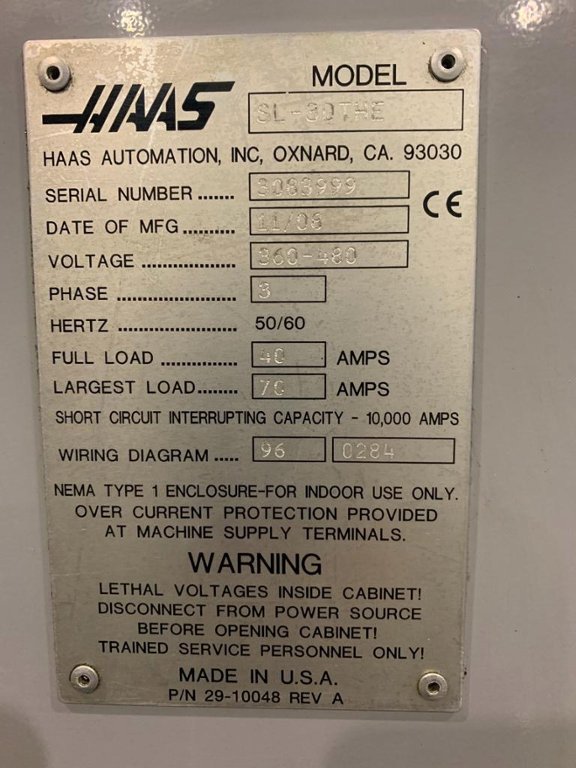 HAAS
MODEL
SL-30THE
HAAS AUTOMATION, INC, OXNARD, CA. 93030
SERIAL NUMBER ....... 3083999
CE
DATE OF MFG .......... 11/08
VOLTAGE .................. 360-480
PHASE ...................... 3
HERTZ ...................... 50/60
FULL LOAD .............. 40 AMPS
LARGEST LOAD........ 70 AMPS
SHORT CIRCUIT INTERRUPTING CAPACITY - 10,000 AMPS
WIRING DIAGRAM ..... 96 0284
NEMA TYPE 1 ENCLOSURE-FOR INDOOR USE ONLY.
OVER CURRENT PROTECTION PROVIDED
AT MACHINE SUPPLY TERMINALS.
WARNING
LETHAL VOLTAGES INSIDE CABINET!
DISCONNECT FROM POWER SOURCE
BEFORE OPENING CABINET!
TRAINED SERVICE PERSONNEL ONLY!
MADE IN U.S.A.
P/N 29-10048 REV A